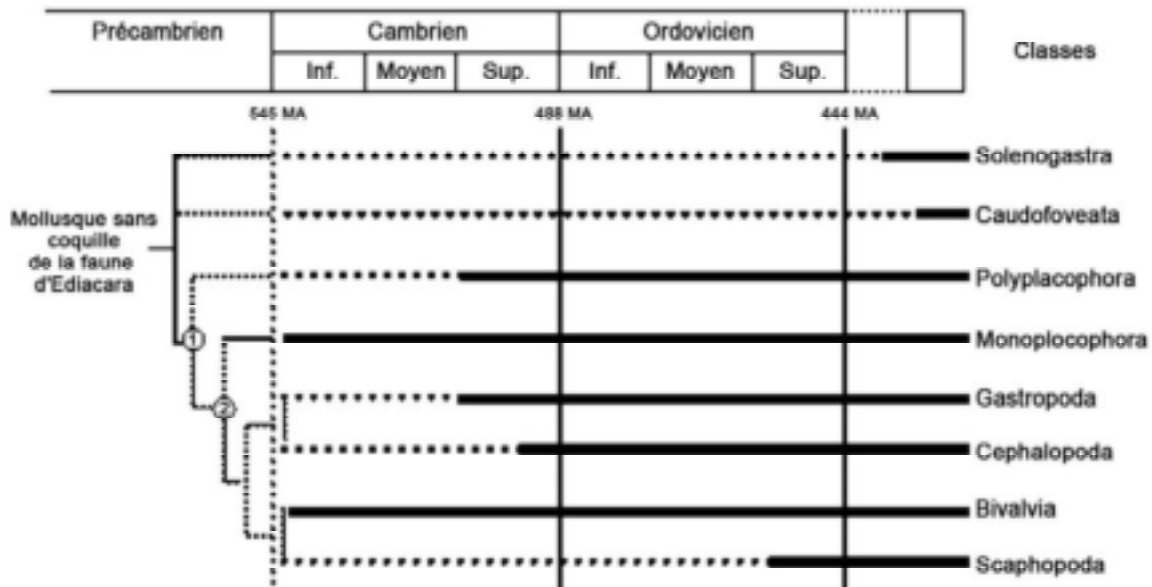 Précambrien
Cambrien
Ordovicien
Classes
Inf.
Moyen
Sup.
Inf.
Moyen
Sup.
545 MA
488 MA
444 MA
Solenogastra
Mollusque sans
coquille
de la faune
d'Ediacara
Caudofoveata
Polyplacophora
1
Monoplocophora
2
Gastropoda
Cephalopoda
Bivalvia
Scaphopoda